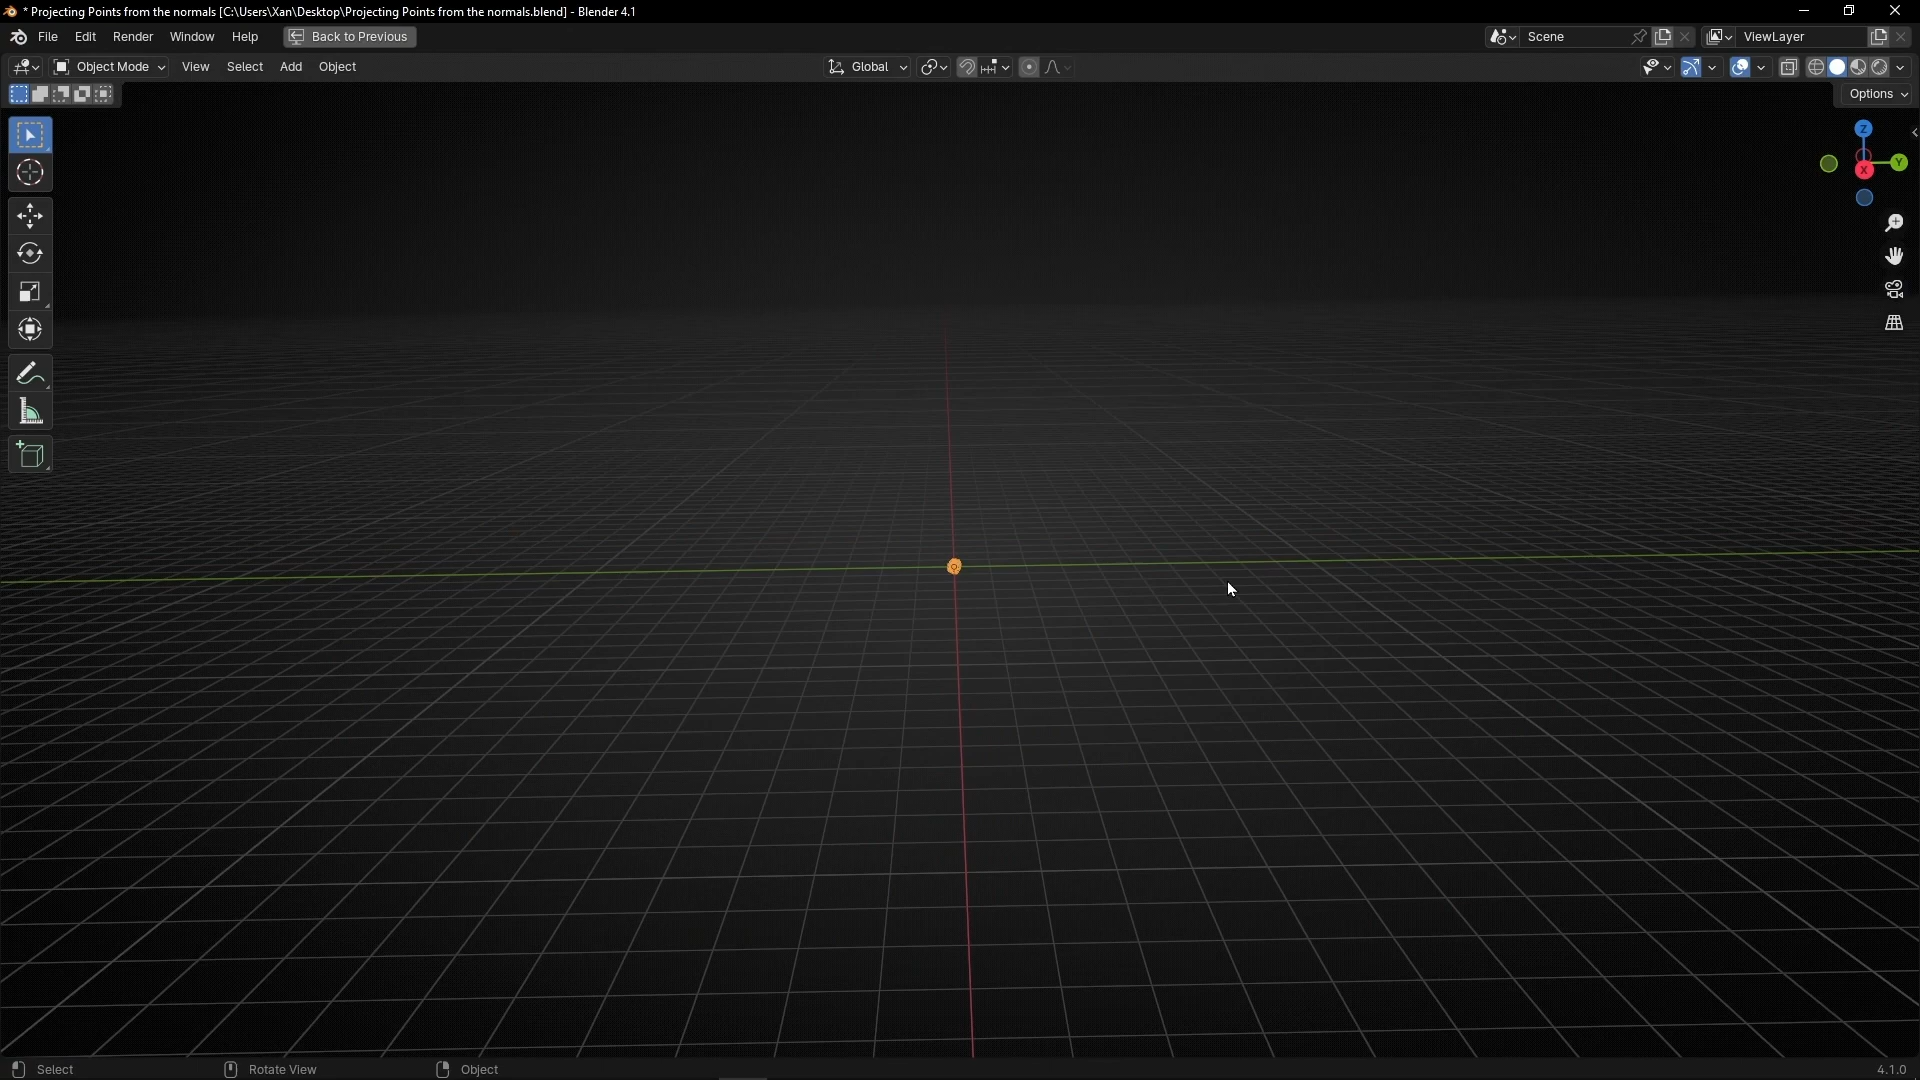 * Projecting Points from the normals [C:\Users\Xan\Desktop\Projecting Points from the normals.blend] - Blender 4.1
File Edit Render Window Help Back to Previous Scene ViewLayer
Object Mode View Select Add Object Global
Options
Z
Y
X
Select Rotate View Object 4.1.0